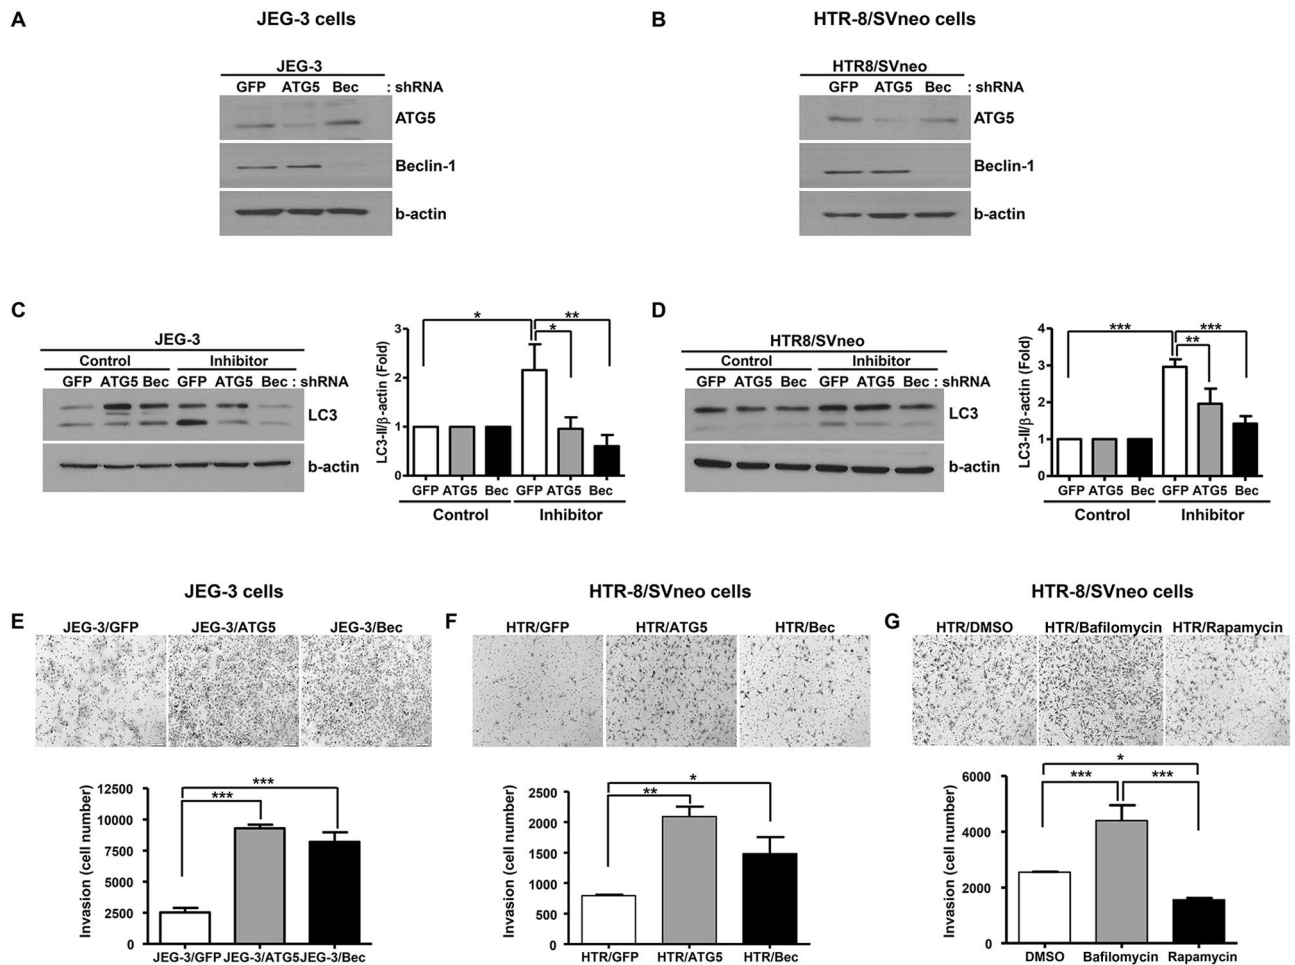 A JEG-3 cells
JEG-3
GFP ATG5 Bec : shRNA
ATG5
Beclin-1
b-actin
B HTR-8/SVneo cells
HTR8/SVneo
GFP ATG5 Bec : shRNA
ATG5
Beclin-1
b-actin
C JEG-3
Control Inhibitor
GFP ATG5 Bec GFP ATG5 Bec : shRNA
LC3
b-actin
LC3-II/β-actin (Fold)
3
2
1
0
* ** *
GFP ATG5 Bec GFP ATG5 Bec
Control Inhibitor
D HTR8/SVneo
Control Inhibitor
GFP ATG5 Bec GFP ATG5 Bec : shRNA
LC3
b-actin
LC3-II/β-actin (Fold)
4
3
2
1
0
*** *** **
GFP ATG5 Bec GFP ATG5 Bec
Control Inhibitor
JEG-3 cells
E JEG-3/GFP JEG-3/ATG5 JEG-3/Bec
Invasion (cell number)
12500
10000
7500
5000
2500
0
***
***
JEG-3/GFP JEG-3/ATG5 JEG-3/Bec
HTR-8/SVneo cells
F HTR/GFP HTR/ATG5 HTR/Bec
Invasion (cell number)
2500
2000
1500
1000
500
0
*
**
HTR/GFP HTR/ATG5 HTR/Bec
HTR-8/SVneo cells
G HTR/DMSO HTR/Bafilomycin HTR/Rapamycin
Invasion (cell number)
6000
4000
2000
0
*
*** ***
DMSO Bafilomycin Rapamycin